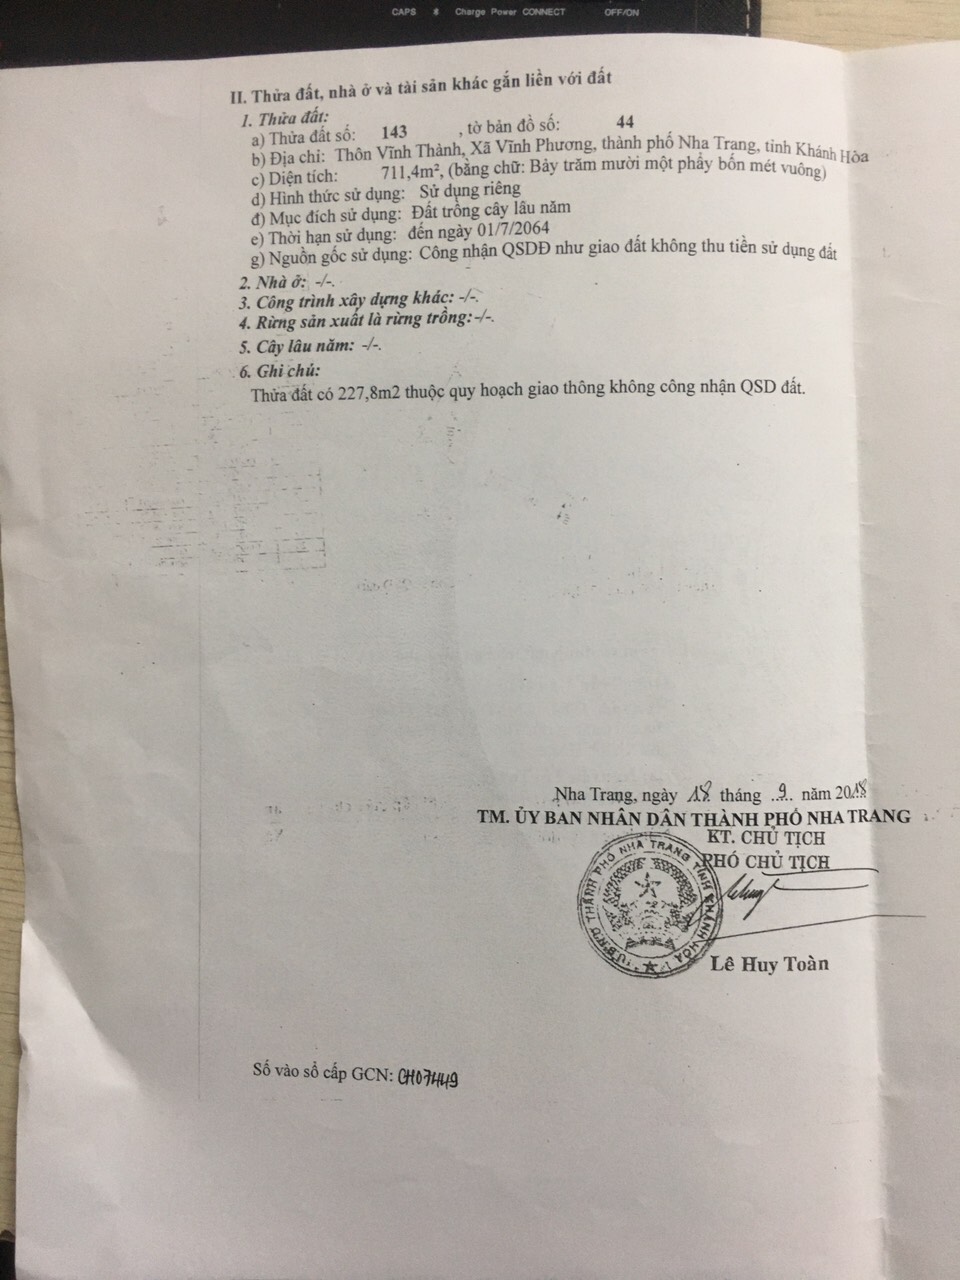 CAPS Charge Power CONNECT OFF/ON
II. Thửa đất, nhà ở và tài sản khác gắn liền với đất
1. Thửa đất:
a) Thửa đất số: 143 , tờ bản đồ số: 44
b) Địa chỉ: Thôn Vĩnh Thành, Xã Vĩnh Phương, thành phố Nha Trang, tỉnh Khánh Hòa
c) Diện tích: 711,4m², (bằng chữ: Bảy trăm mười một phẩy bốn mét vuông)
d) Hình thức sử dụng: Sử dụng riêng
đ) Mục đích sử dụng: Đất trồng cây lâu năm
e) Thời hạn sử dụng: đến ngày 01/7/2064
g) Nguồn gốc sử dụng: Công nhận QSDĐ như giao đất không thu tiền sử dụng đất
2. Nhà ở: -/-.
3. Công trình xây dựng khác: -/-.
4. Rừng sản xuất là rừng trồng:-/-.
5. Cây lâu năm: -/-.
6. Ghi chú:
Thửa đất có 227,8m2 thuộc quy hoạch giao thông không công nhận QSD đất.
Nha Trang, ngày 18 tháng 9 năm 2018
TM. ỦY BAN NHÂN DÂN THÀNH PHỐ NHA TRANG
KT. CHỦ TỊCH
PHÓ CHỦ TỊCH
U.B.N.D THÀNH PHỐ NHA TRANG TỈNH KHÁNH HÒA
Lê Huy Toàn
Số vào sổ cấp GCN: CH07449